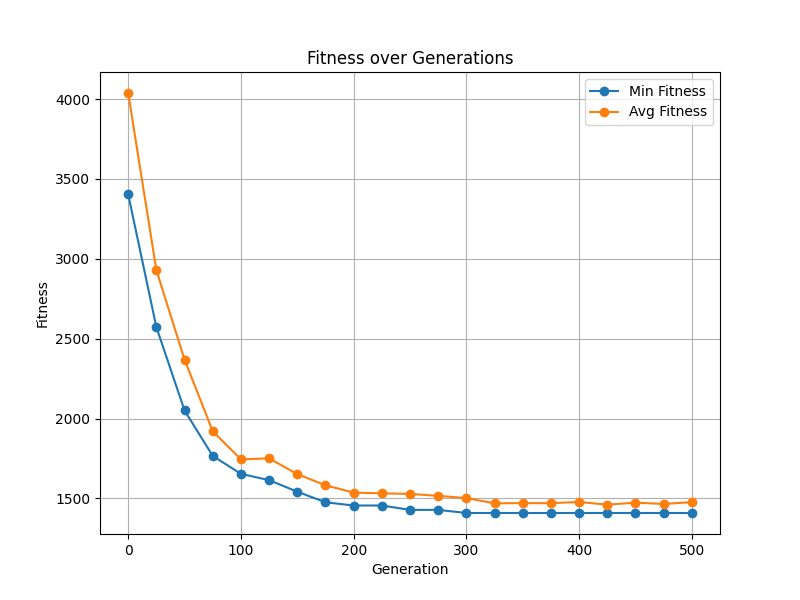 Fitness over Generations
Min Fitness
Avg Fitness
4000
3500
3000
2500
2000
1500
Fitness
0 100 200 300 400 500
Generation